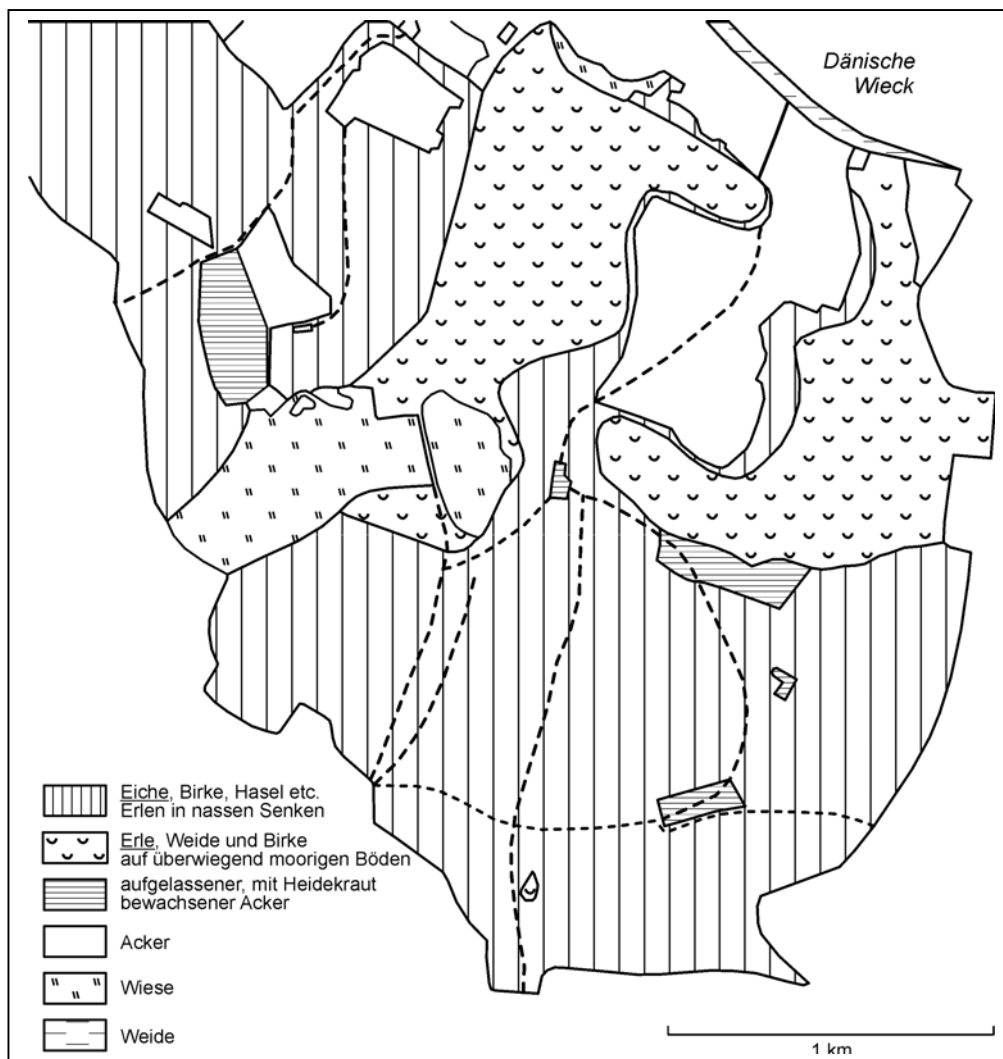 Dänische
Wieck
Eiche, Birke, Hasel etc.
Erlen in nassen Senken
Erle, Weide und Birke
auf überwiegend moorigen Böden
aufgelassener, mit Heidekraut
bewachsener Acker
Acker
Wiese
Weide
1 km